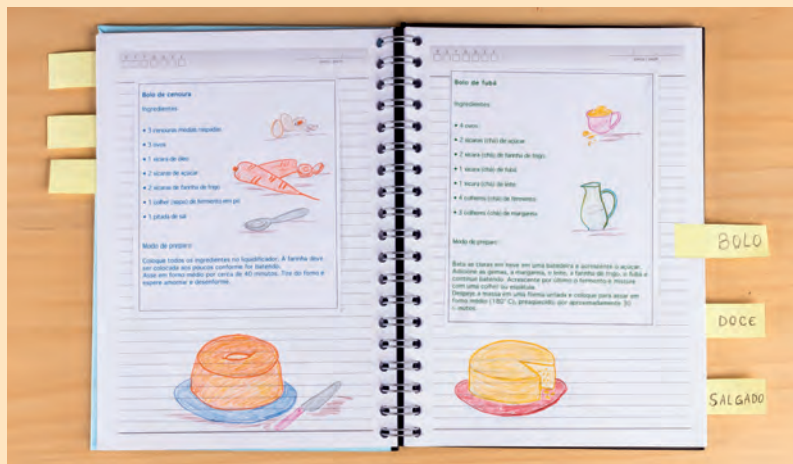 Bolo de cenoura
Ingredientes:
• 3 cenouras médias raspadas
• 3 ovos
• 1 xícara de óleo
• 2 xícaras de açúcar
• 2 xícaras de farinha de trigo
• 1 colher (sopa) de fermento em pó
• 1 pitada de sal
Modo de preparo:
Coloque todos os ingredientes no liquidificador. A farinha deve
ser colocada aos poucos conforme for batendo.
Asse em forno médio por cerca de 40 minutos. Tire do forno e
espere amornar e desenforme.
Bolo de fubá
Ingredientes:
• 4 ovos
• 2 xícaras (chá) de açúcar
• 2 xícara (chá) de farinha de trigo
• 1 xícara (chá) de fubá
• 1 xícara (chá) de leite
• 4 colheres (chá) de fermento
• 3 colheres (chá) de margarina
Modo de preparo:
Bata as claras em neve em uma batedeira e acrescente o açúcar.
Adicione as gemas, a margarina, o leite, a farinha de trigo, o fubá e
continue batendo. Acrescente por último o fermento e misture
com uma colher ou espátula.
Despeje a massa em uma forma untada e coloque para assar em
forno médio (180° C), preaquecido, por aproximadamente 30
minutos.
BOLO
DOCE
SALGADO